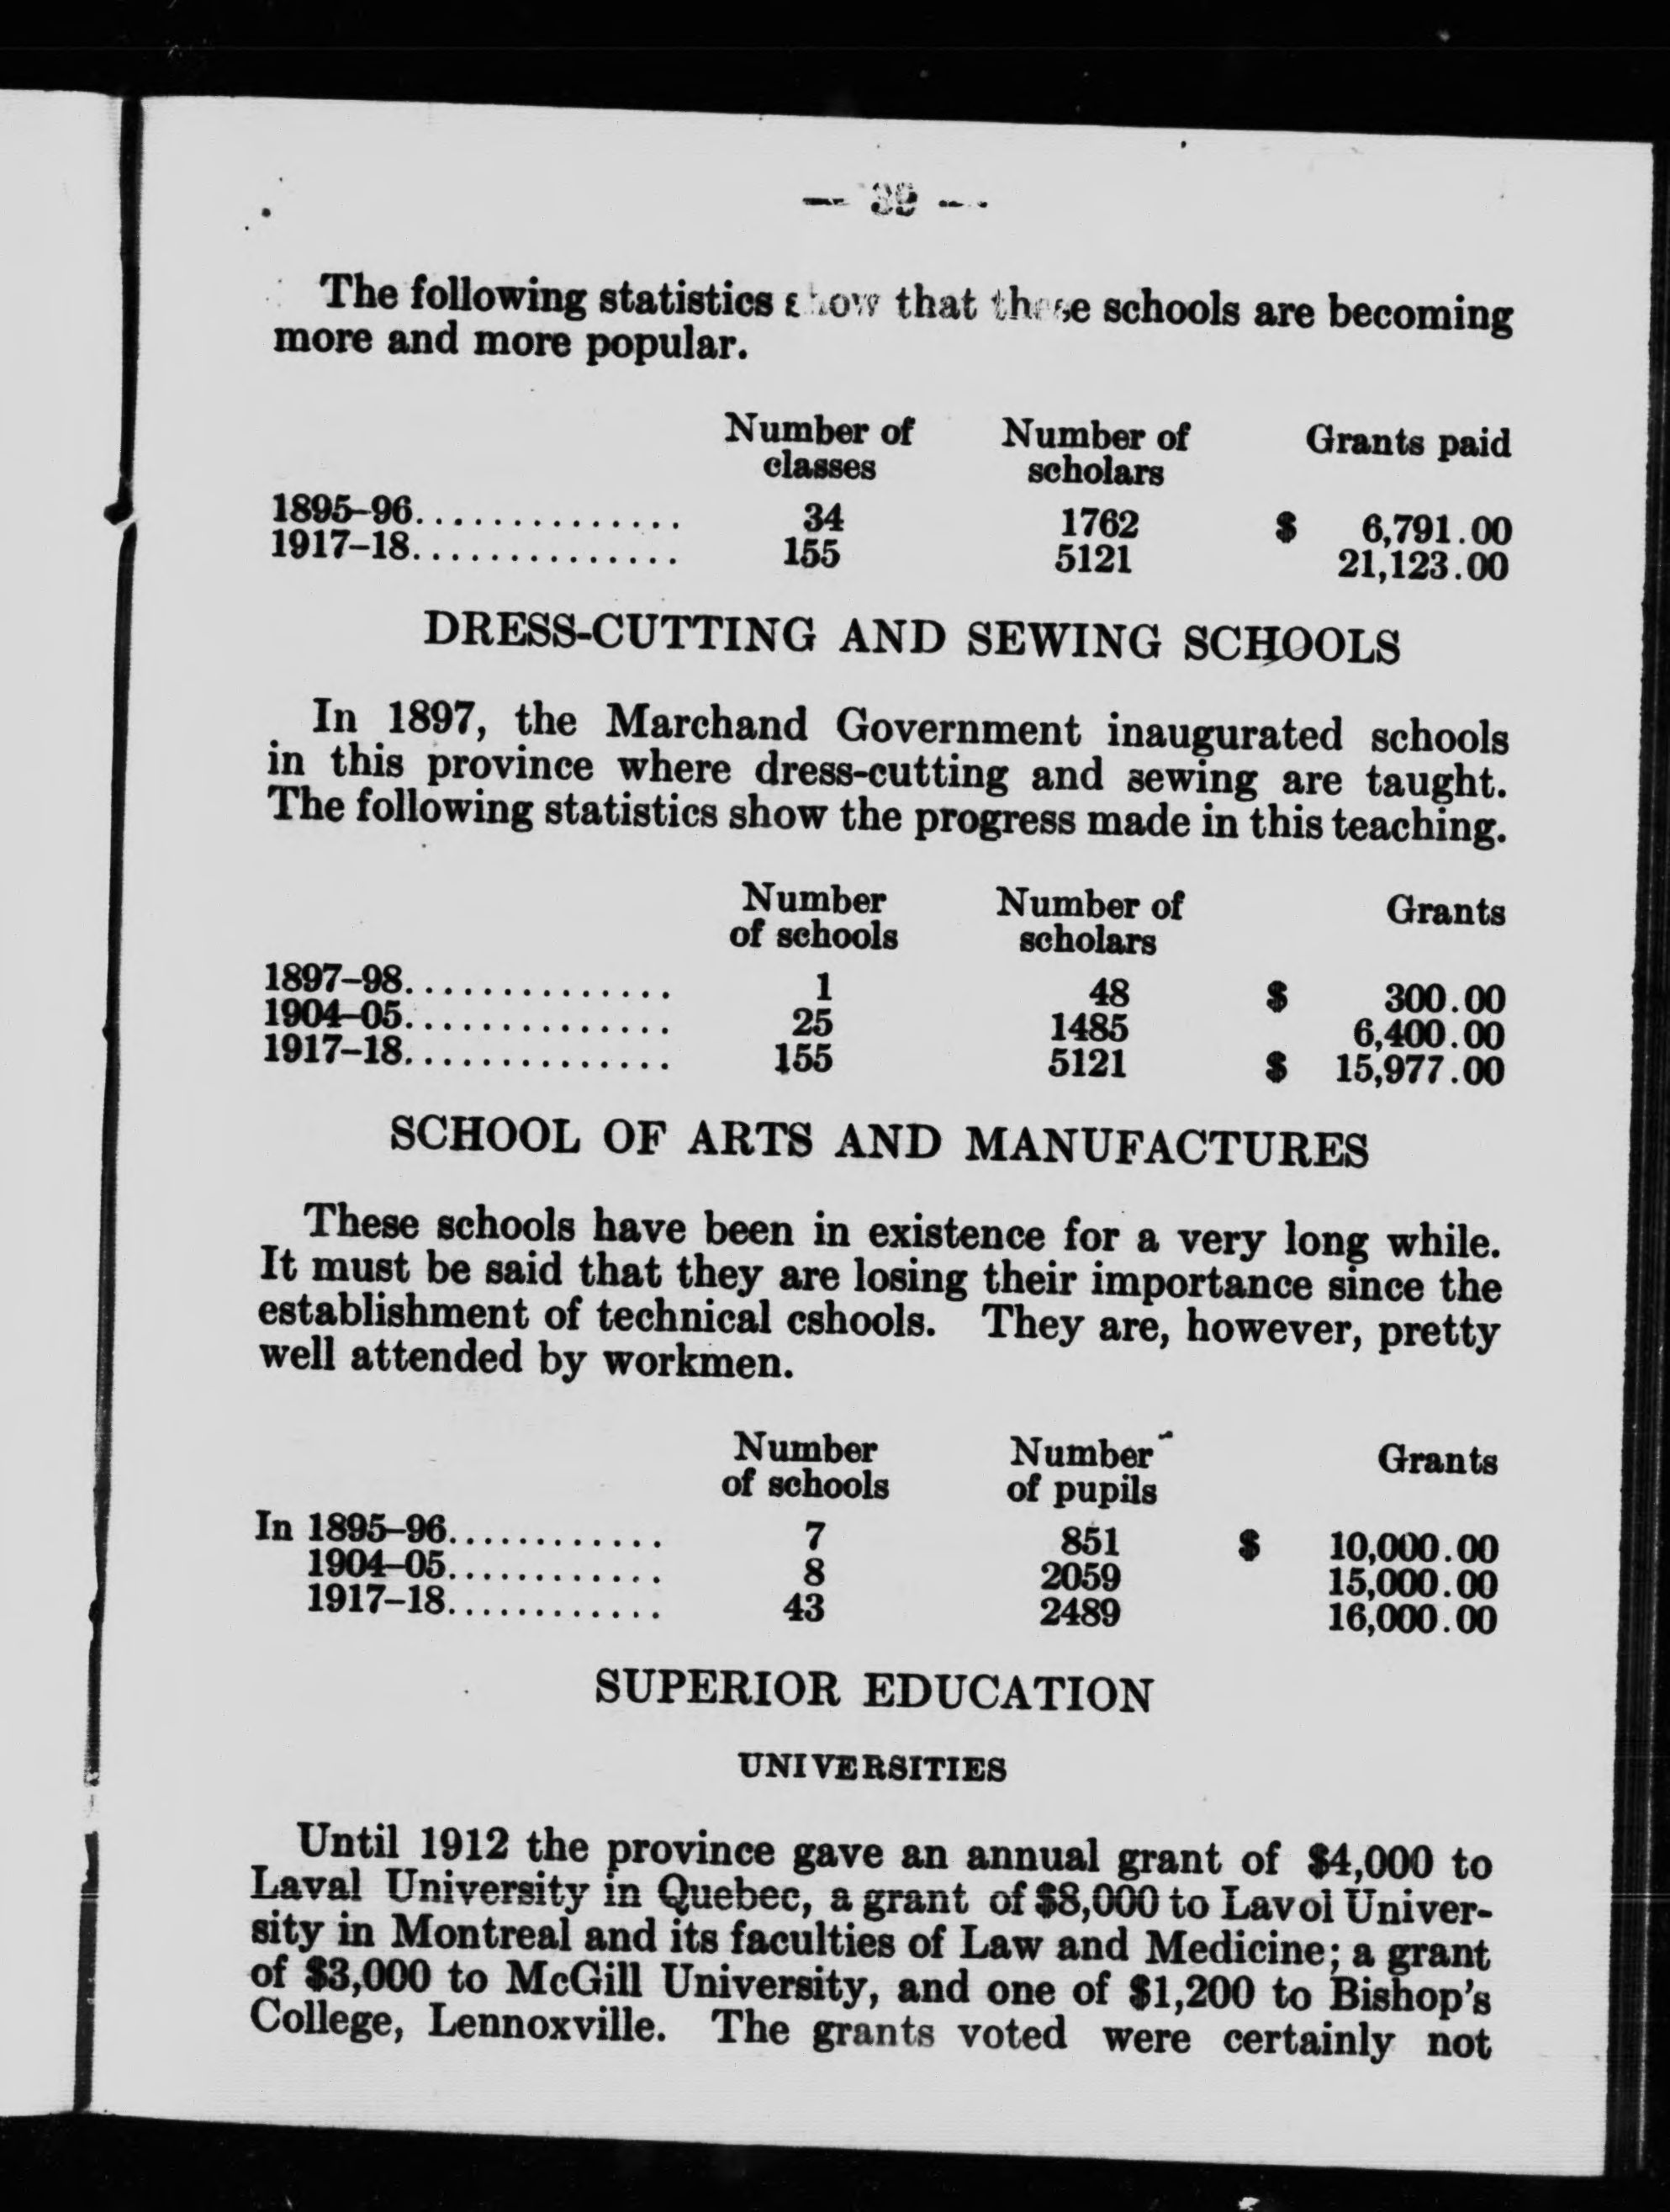 — 39 —
The following statistics show that these schools are becoming
more and more popular.
Number of classes Number of scholars Grants paid
1895–96.............. 34 1762 $ 6,791.00
1917–18.............. 155 5121 21,123.00
DRESS-CUTTING AND SEWING SCHOOLS
In 1897, the Marchand Government inaugurated schools
in this province where dress-cutting and sewing are taught.
The following statistics show the progress made in this teaching.
Number of schools Number of scholars Grants
1897–98.............. 1 48 $ 300.00
1904–05.............. 25 1485 6,400.00
1917–18.............. 155 5121 $ 15,977.00
SCHOOL OF ARTS AND MANUFACTURES
These schools have been in existence for a very long while.
It must be said that they are losing their importance since the
establishment of technical cshools. They are, however, pretty
well attended by workmen.
Number of schools Number of pupils Grants
In 1895–96............ 7 851 $ 10,000.00
1904–05............ 8 2059 15,000.00
1917–18............ 43 2489 16,000.00
SUPERIOR EDUCATION
UNIVERSITIES
Until 1912 the province gave an annual grant of $4,000 to
Laval University in Quebec, a grant of $8,000 to Lavol Univer-
sity in Montreal and its faculties of Law and Medicine; a grant
of $3,000 to McGill University, and one of $1,200 to Bishop's
College, Lennoxville. The grants voted were certainly not